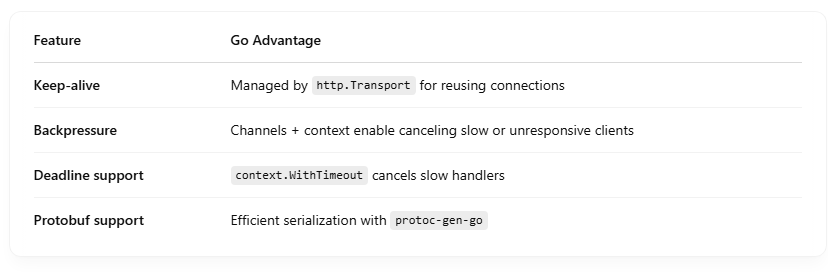 Feature Go Advantage
Keep-alive Managed by http.Transport for reusing connections
Backpressure Channels + context enable canceling slow or unresponsive clients
Deadline support context.WithTimeout cancels slow handlers
Protobuf support Efficient serialization with protoc-gen-go